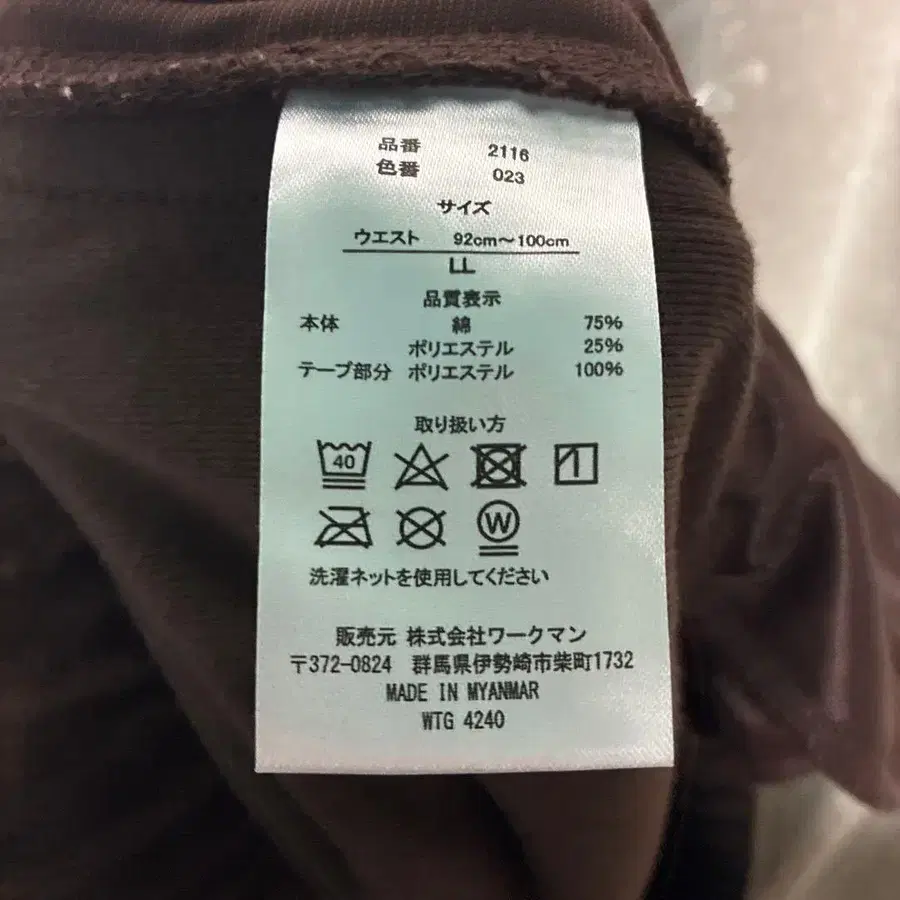 品番 2116
色番 023
サイズ
ウエスト 92cm～100cm
LL
品質表示
本体 綿 75%
ポリエステル 25%
テープ部分 ポリエステル 100%
取り扱い方
40
W
洗濯ネットを使用してください
販売元 株式会社ワークマン
〒372-0824 群馬県伊勢崎市柴町1732
MADE IN MYANMAR
WTG 4240